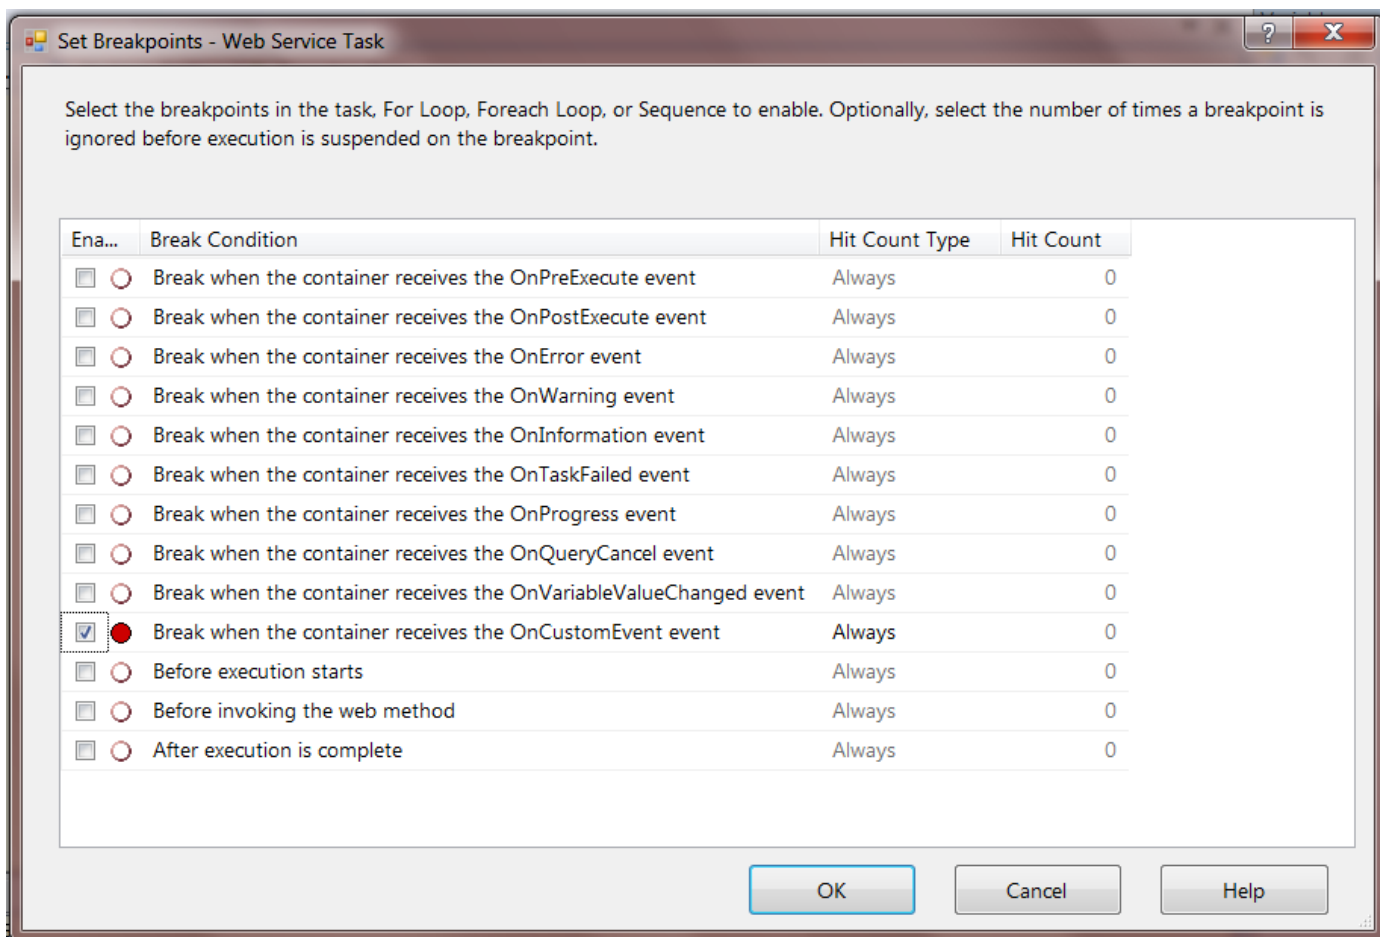 Set Breakpoints - Web Service Task
?
X
Select the breakpoints in the task, For Loop, Foreach Loop, or Sequence to enable. Optionally, select the number of times a breakpoint is
ignored before execution is suspended on the breakpoint.
Ena... Break Condition Hit Count Type Hit Count
Break when the container receives the OnPreExecute event Always 0
Break when the container receives the OnPostExecute event Always 0
Break when the container receives the OnError event Always 0
Break when the container receives the OnWarning event Always 0
Break when the container receives the OnInformation event Always 0
Break when the container receives the OnTaskFailed event Always 0
Break when the container receives the OnProgress event Always 0
Break when the container receives the OnQueryCancel event Always 0
Break when the container receives the OnVariableValueChanged event Always 0
Break when the container receives the OnCustomEvent event Always 0
Before execution starts Always 0
Before invoking the web method Always 0
After execution is complete Always 0
OK Cancel Help